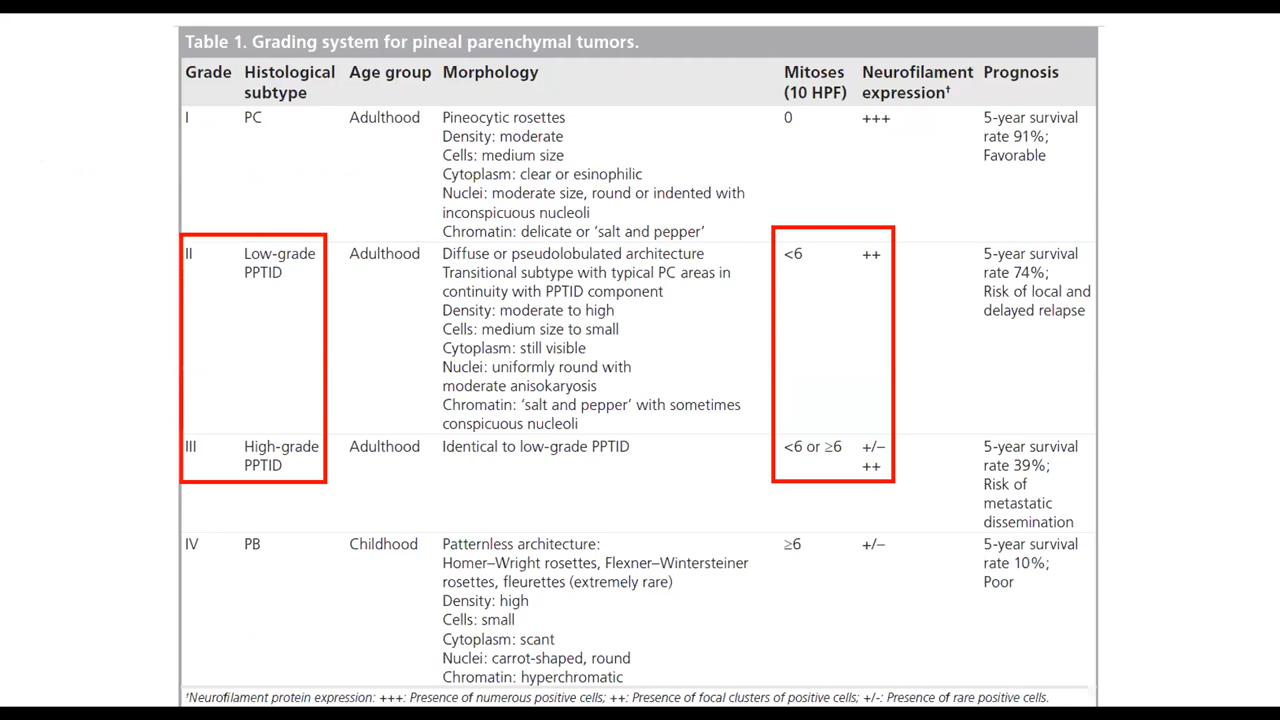 Table 1. Grading system for pineal parenchymal tumors.
Grade Histological subtype Age group Morphology Mitoses (10 HPF) Neurofilament expression† Prognosis
I PC Adulthood Pineocytic rosettes 0 +++ 5-year survival
Density: moderate rate 91%;
Cells: medium size Favorable
Cytoplasm: clear or esinophilic
Nuclei: moderate size, round or indented with
inconspicuous nucleoli
Chromatin: delicate or ‘salt and pepper’
II Low-grade Adulthood Diffuse or pseudolobulated architecture <6 ++ 5-year survival
PPTID Transitional subtype with typical PC areas in rate 74%;
continuity with PPTID component Risk of local and
Density: moderate to high delayed relapse
Cells: medium size to small
Cytoplasm: still visible
Nuclei: uniformly round with
moderate anisokaryosis
Chromatin: ‘salt and pepper’ with sometimes
conspicuous nucleoli
III High-grade Adulthood Identical to low-grade PPTID <6 or ≥6 +/– 5-year survival
PPTID ++ rate 39%;
Risk of
metastatic
dissemination
IV PB Childhood Patternless architecture: ≥6 +/– 5-year survival
Homer–Wright rosettes, Flexner–Wintersteiner rate 10%;
rosettes, fleurettes (extremely rare) Poor
Density: high
Cells: small
Cytoplasm: scant
Nuclei: carrot-shaped, round
Chromatin: hyperchromatic
†Neurofilament protein expression: +++: Presence of numerous positive cells; ++: Presence of focal clusters of positive cells; +/-: Presence of rare positive cells.